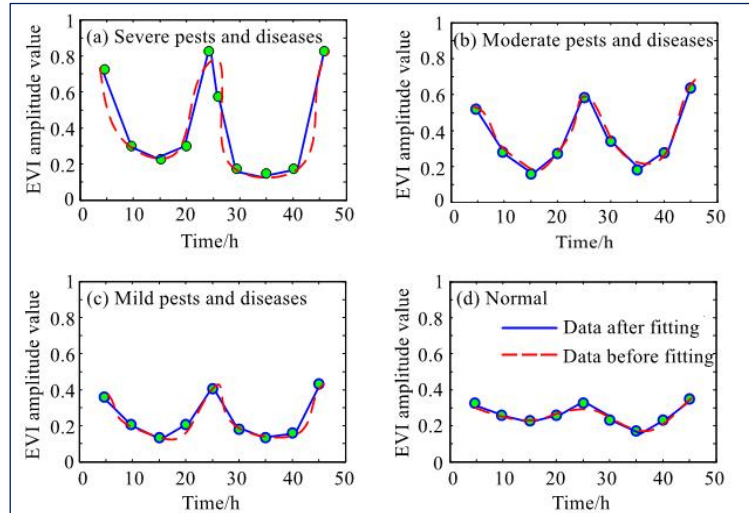 (a) Severe pests and diseases
EVI amplitude value
1
0.8
0.6
0.4
0.2
0
0 10 20 30 40 50
Time/h
(b) Moderate pests and diseases
EVI amplitude value
1
0.8
0.6
0.4
0.2
0
0 10 20 30 40 50
Time/h
(c) Mild pests and diseases
EVI amplitude value
1
0.8
0.6
0.4
0.2
0
0 10 20 30 40 50
Time/h
(d) Normal
Data after fitting
Data before fitting
EVI amplitude value
1
0.8
0.6
0.4
0.2
0
0 10 20 30 40 50
Time/h